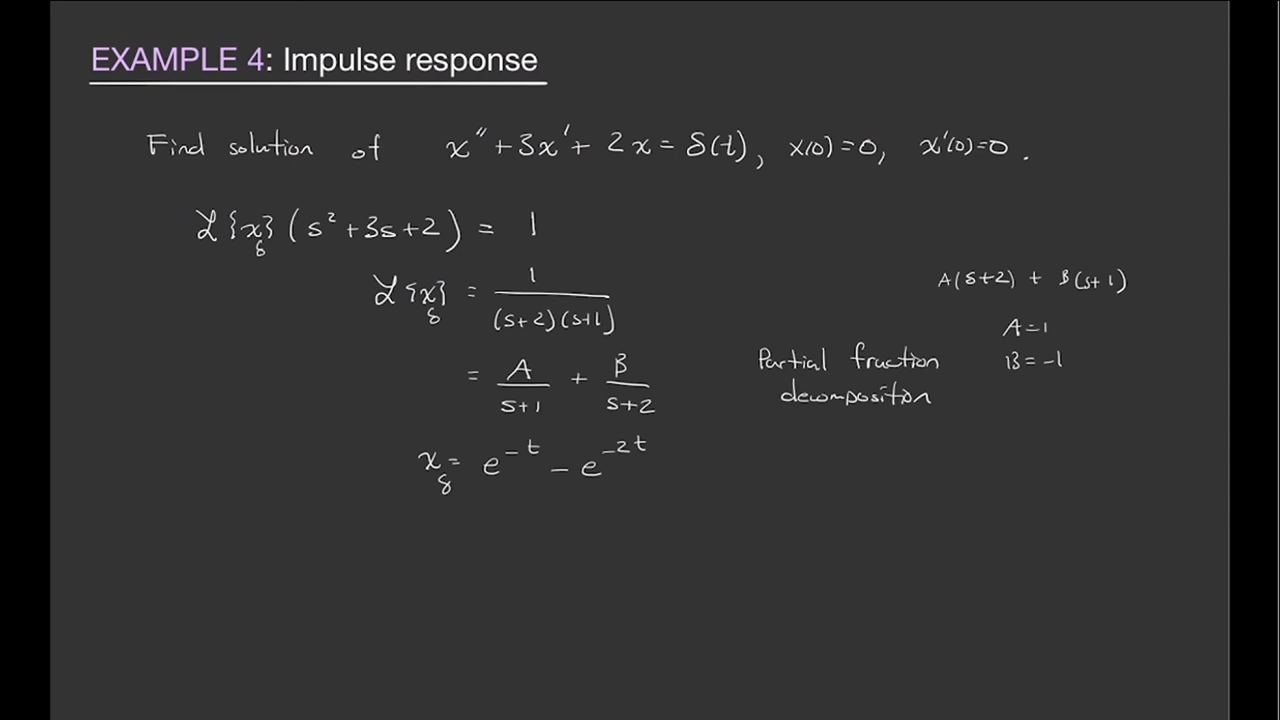 EXAMPLE 4: Impulse response
Find solution of x'' + 3x' + 2x = δ(t), x(0)=0, x'(0)=0.
ℒ{x_δ}(s² + 3s + 2) = 1
ℒ{x_δ} = 1/((s+2)(s+1))
A(s+2) + B(s+1)
A=1
B=-1
= A/(s+1) + B/(s+2)
Partial fraction
decomposition
x_δ = e^{-t} - e^{-2t}